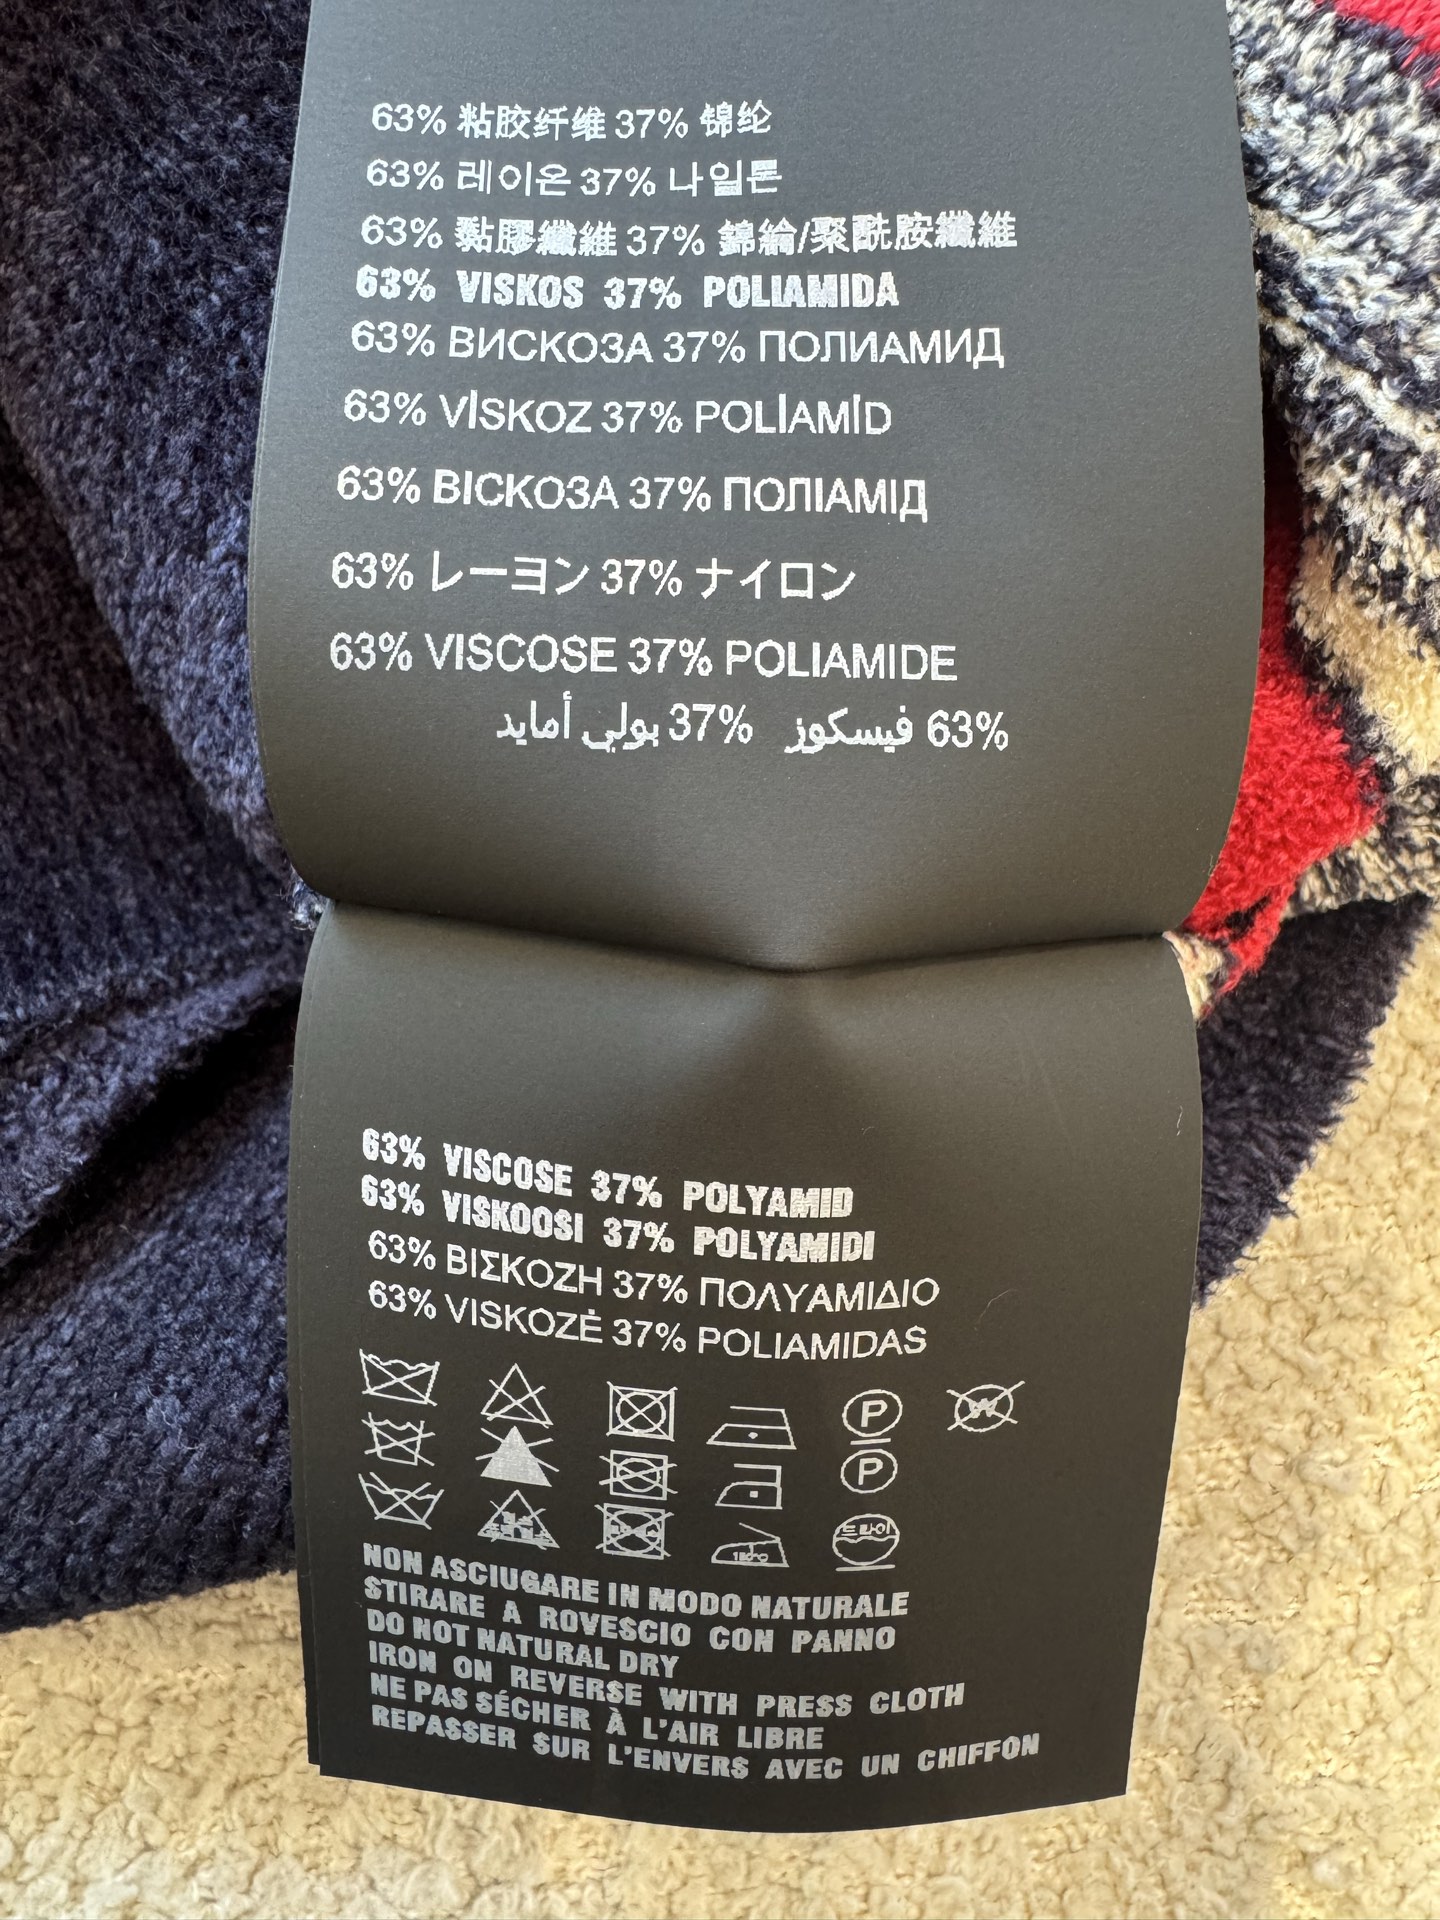 63% 粘胶纤维 37% 锦纶
63% 레이온 37% 나일론
63% 黏膠纖維 37% 錦綸/聚酰胺纖維
63% VISKOS 37% POLIAMIDA
63% ВИСКОЗА 37% ПОЛИАМИД
63% VİSKOZ 37% POLİAMİD
63% ВІСКОЗА 37% ПОЛІАМІД
63% レーヨン 37% ナイロン
63% VISCOSE 37% POLIAMIDE
63% فيسكوز 37% بولي أمايد
63% VISCOSE 37% POLYAMID
63% VISKOOSI 37% POLYAMIDI
63% ΒΙΣΚΟΖΗ 37% ΠΟΛΥΑΜΙΔΙΟ
63% VISKOZĖ 37% POLIAMIDAS
P W
P
드라이
NON ASCIUGARE IN MODO NATURALE
STIRARE A ROVESCIO CON PANNO
DO NOT NATURAL DRY
IRON ON REVERSE WITH PRESS CLOTH
NE PAS SÉCHER À L'AIR LIBRE
REPASSER SUR L'ENVERS AVEC UN CHIFFON